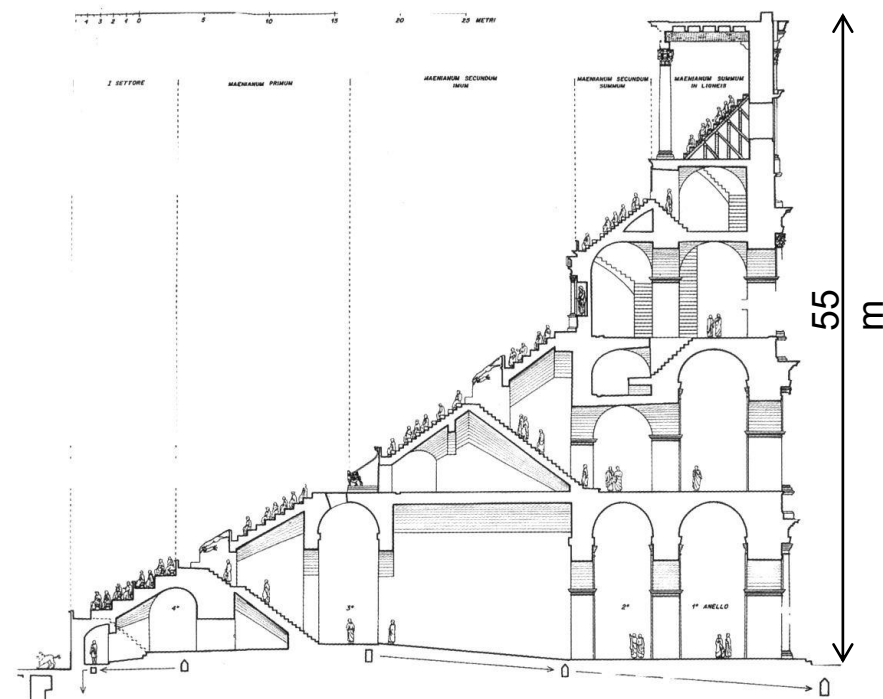 4 3 2 1 0 5 10 15 20 25 METRI
I SETTORE
MAENIANUM PRIMUM
MAENIANUM SECUNDUM
IMUM
MAENIANUM SECUNDUM
SUMMUM
MAENIANUM SUMMUM
IN LIGNEIS
55
m
4°
3°
2°
1° ANELLO